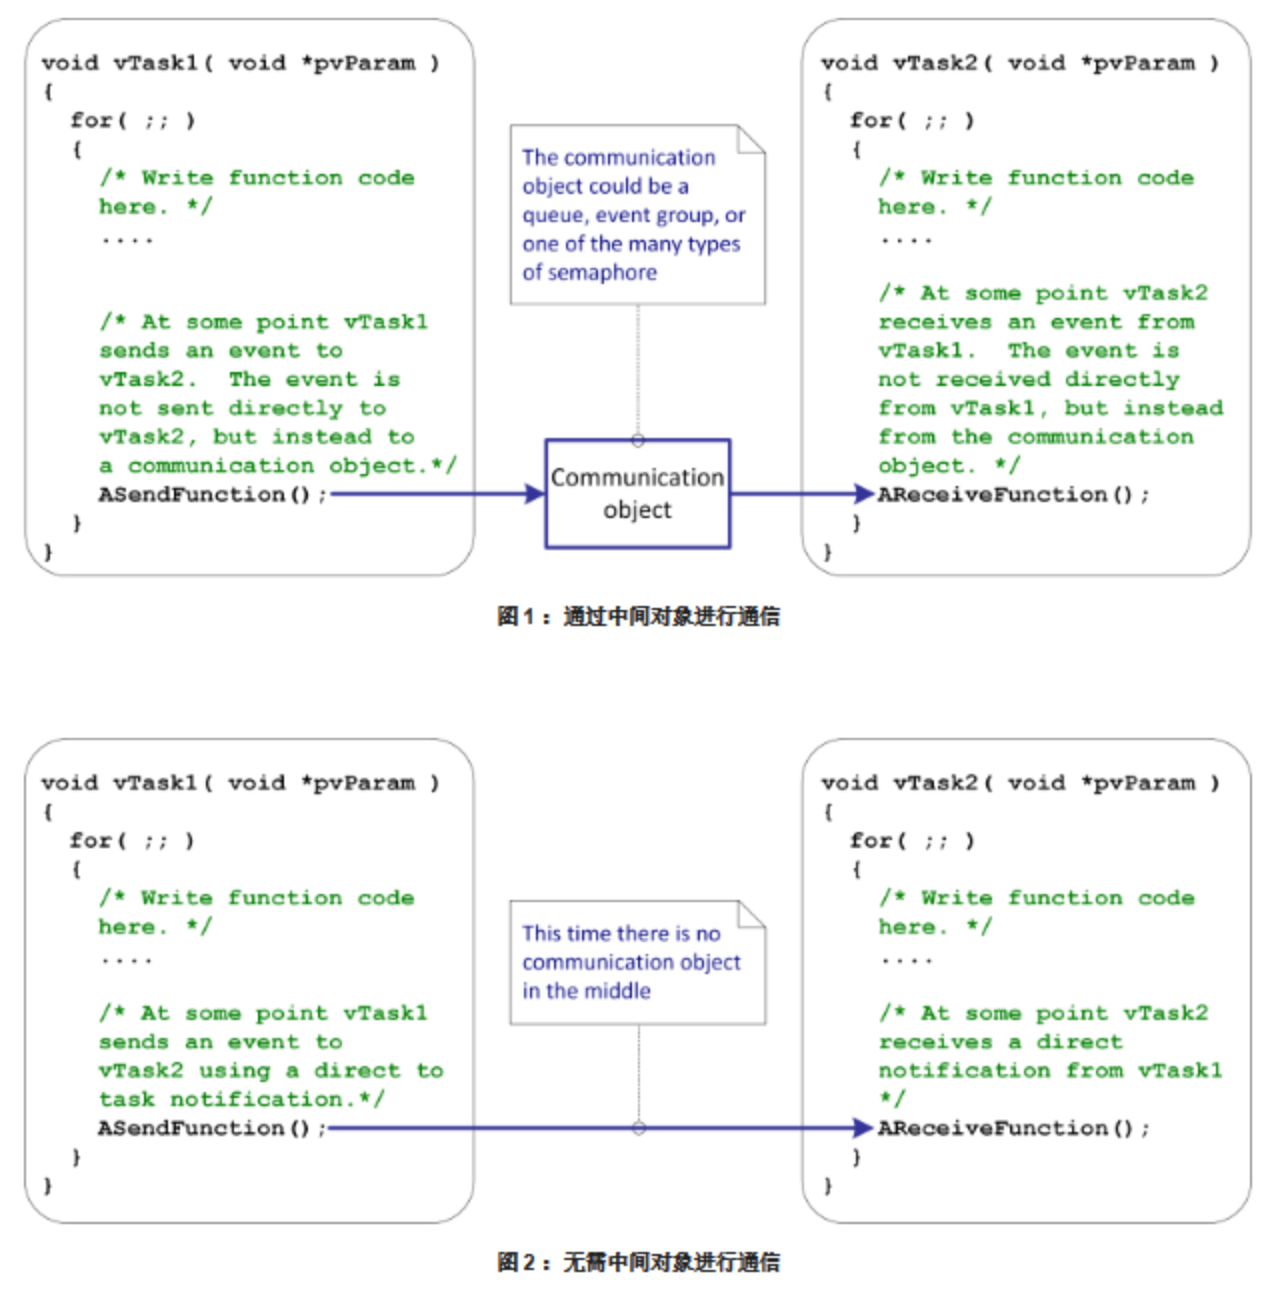 void vTask1( void *pvParam )
{
for( ;; )
{
/* Write function code
here. */
....
/* At some point vTask1
sends an event to
vTask2.  The event is
not sent directly to
vTask2, but instead to
a communication object.*/
ASendFunction();
}
}
The communication
object could be a
queue, event group, or
one of the many types
of semaphore
Communication
object
void vTask2( void *pvParam )
{
for( ;; )
{
/* Write function code
here. */
....
/* At some point vTask2
receives an event from
vTask1.  The event is
not received directly
from vTask1, but instead
from the communication
object. */
AReceiveFunction();
}
}
图1：通过中间对象进行通信
void vTask1( void *pvParam )
{
for( ;; )
{
/* Write function code
here. */
....
/* At some point vTask1
sends an event to
vTask2 using a direct to
task notification.*/
ASendFunction();
}
}
This time there is no
communication object
in the middle
void vTask2( void *pvParam )
{
for( ;; )
{
/* Write function code
here. */
....
/* At some point vTask2
receives a direct
notification from vTask1
*/
AReceiveFunction();
}
}
图2：无需中间对象进行通信